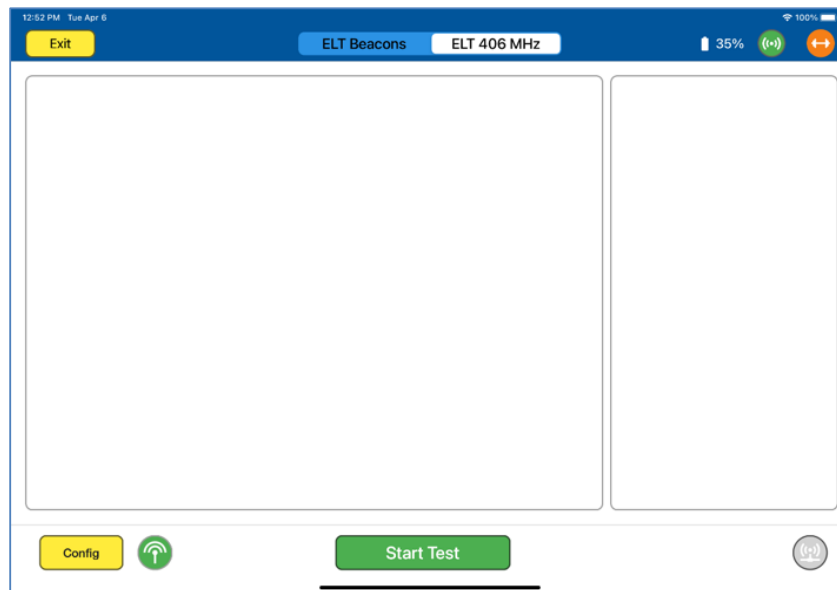 12:52 PM Tue Apr 6
100%
Exit
ELT Beacons
ELT 406 MHz
35%
Config
Start Test